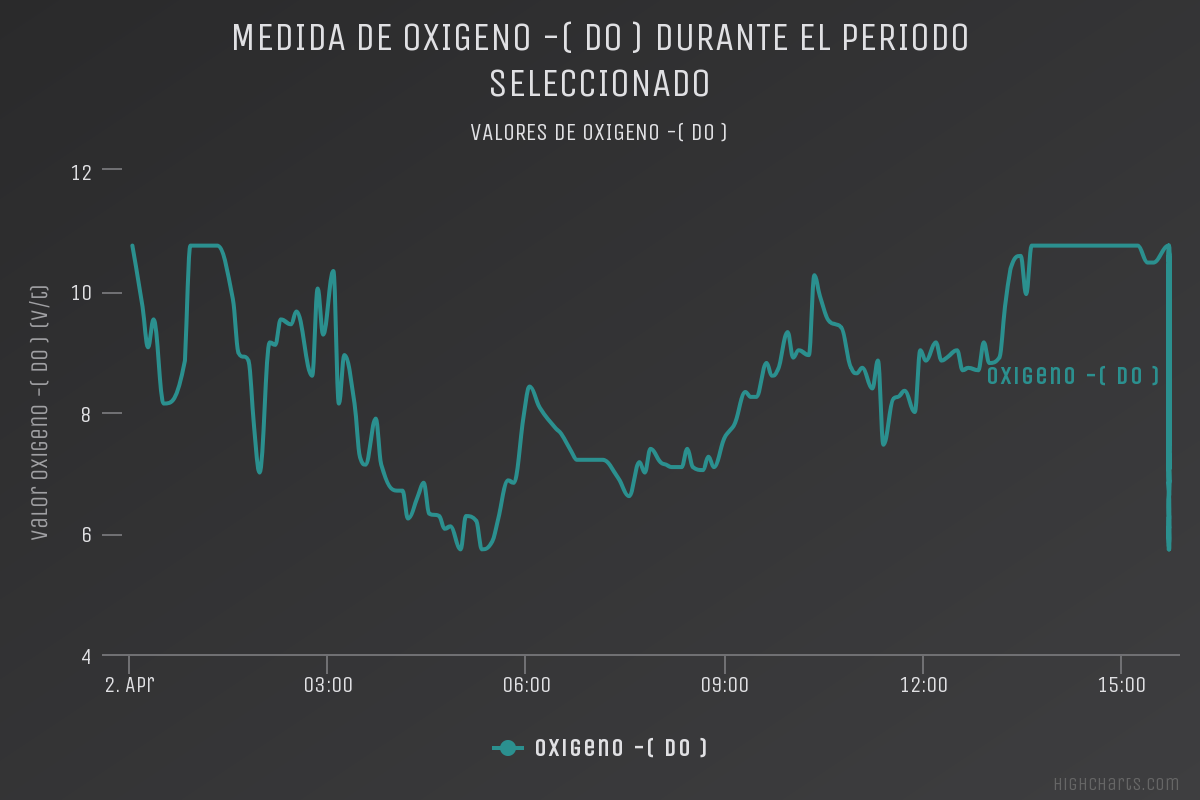 MEDIDA DE OXIGENO -( DO ) DURANTE EL PERIODO
SELECCIONADO
VALORES DE OXIGENO -( DO )
12
10
8
6
4
Valor Oxigeno -( DO ) (V/G)
Oxigeno -( DO )
2. Apr
03:00
06:00
09:00
12:00
15:00
Oxigeno -( DO )
Highcharts.com